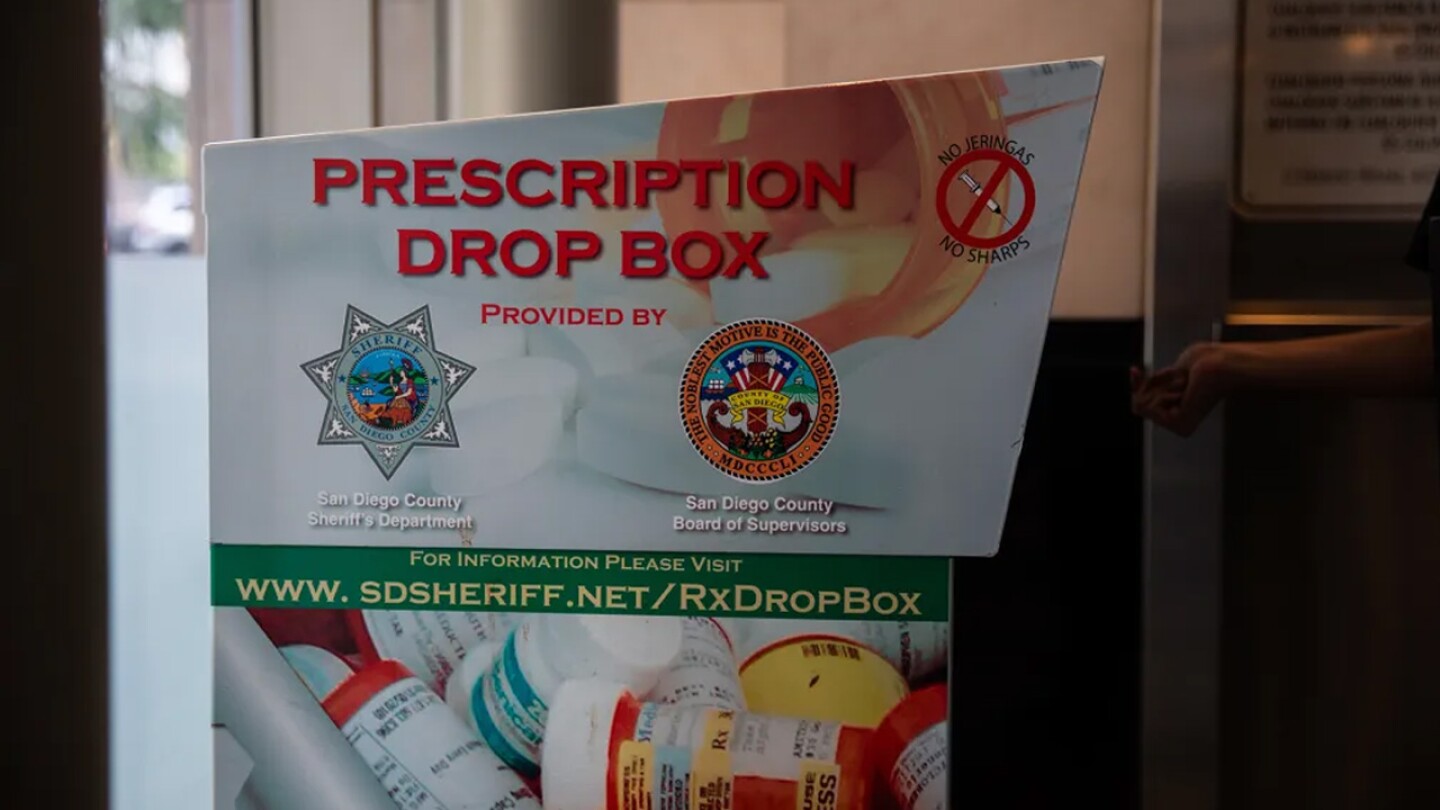 PRESCRIPTION
DROP BOX
PROVIDED BY
NO JERINGAS
NO SHARPS
SHERIFF
SAN DIEGO COUNTY
THE NOBLEST MOTIVE IS THE PUBLIC GOOD
COUNTY OF
SAN DIEGO
MDCCCLI
San Diego County
Sheriff's Department
San Diego County
Board of Supervisors
FOR INFORMATION PLEASE VISIT
WWW. SDSHERIFF.NET/RXDROPBOX
Rx